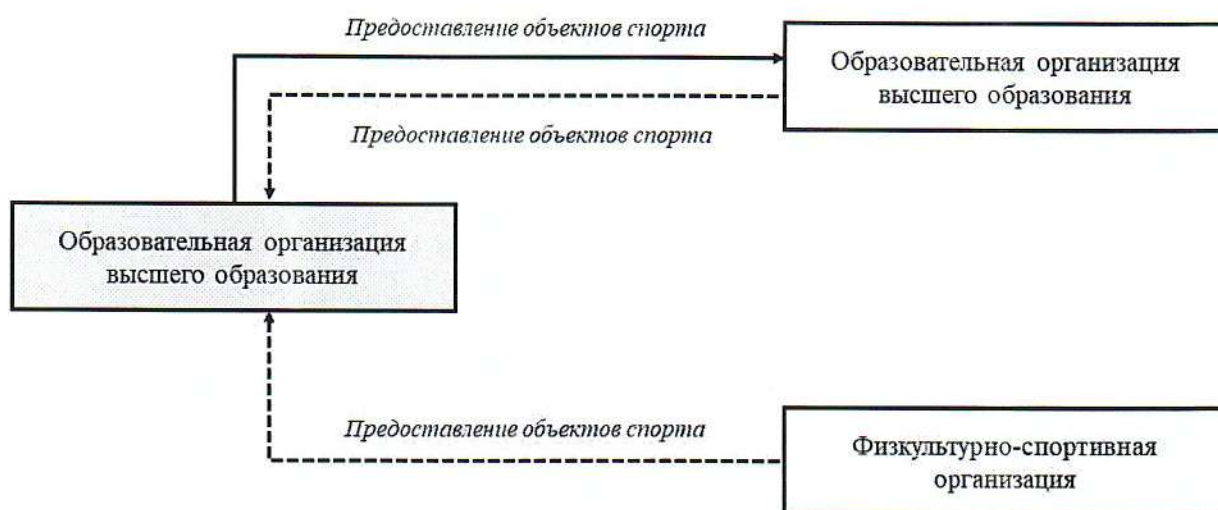 Предоставление объектов спорта
Образовательная организация
высшего образования
Предоставление объектов спорта
Образовательная организация
высшего образования
Предоставление объектов спорта
Физкультурно-спортивная
организация